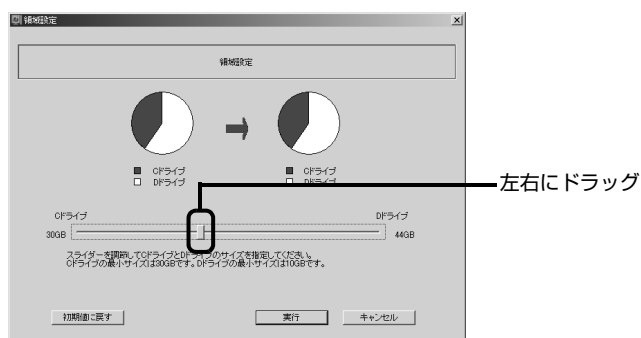 領域設定
領域設定
Cドライブ
Dドライブ
Cドライブ
Dドライブ
左右にドラッグ
Cドライブ
Dドライブ
30GB
44GB
スライダーを調節してCドライブとDドライブのサイズを指定してください。
Cドライブの最小サイズは30GBです。Dドライブの最小サイズは10GBです。
初期値に戻す
実行
キャンセル